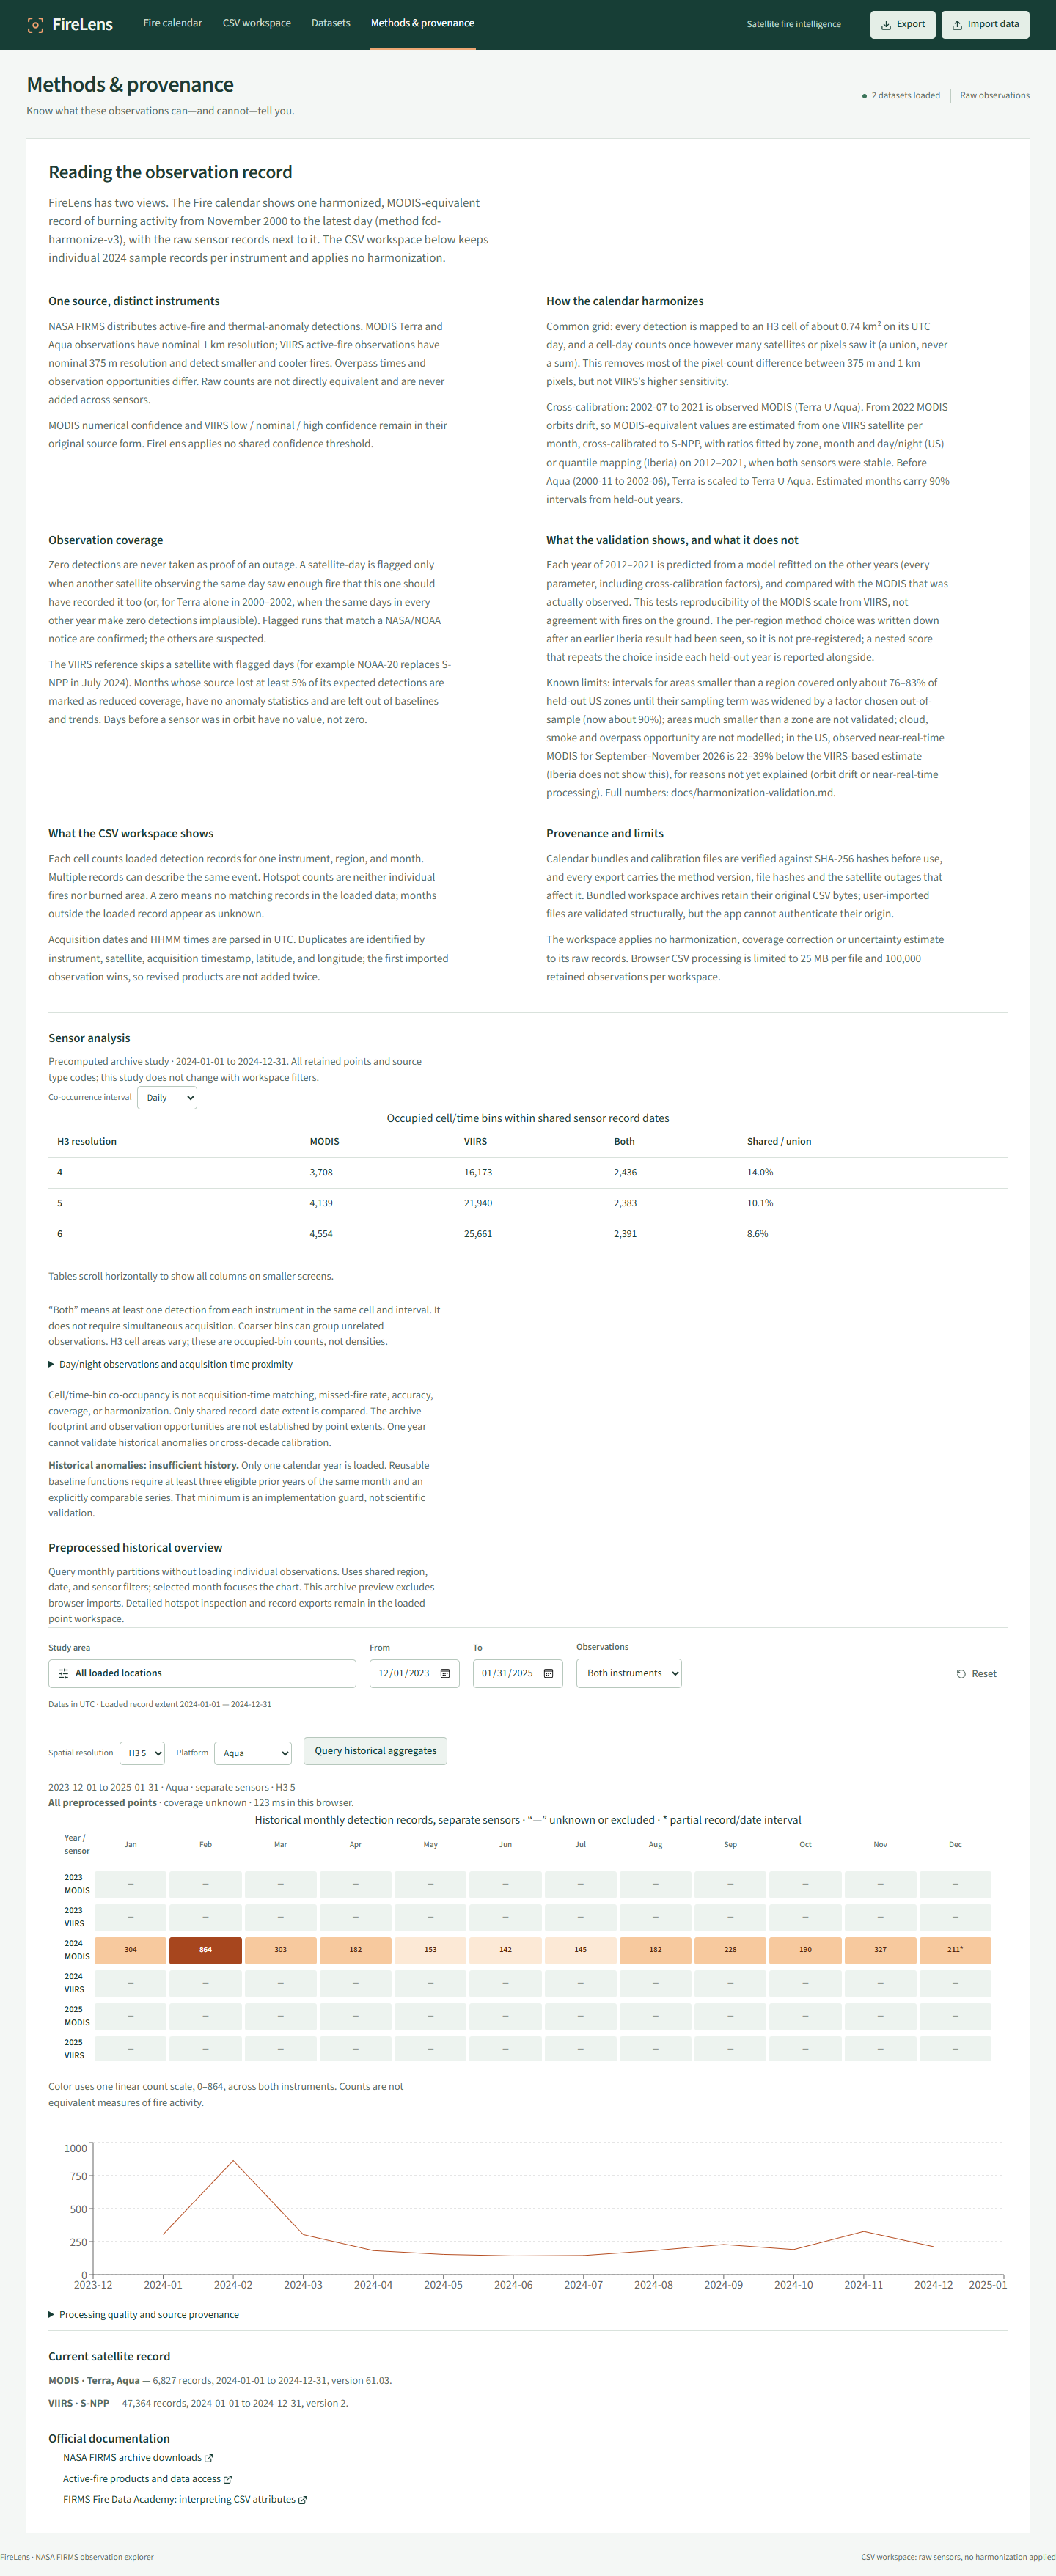 FireLens
Fire calendar
CSV workspace
Datasets
Methods & provenance
Satellite fire intelligence
Export
Import data
Methods & provenance
Know what these observations can—and cannot—tell you.
2 datasets loaded
Raw observations
Reading the observation record
FireLens has two views. The Fire calendar shows one harmonized, MODIS-equivalent
record of burning activity from November 2000 to the latest day (method fcd-
harmonize-v3), with the raw sensor records next to it. The CSV workspace below keeps
individual 2024 sample records per instrument and applies no harmonization.
One source, distinct instruments
NASA FIRMS distributes active-fire and thermal-anomaly detections. MODIS Terra and
Aqua observations have nominal 1 km resolution; VIIRS active-fire observations have
nominal 375 m resolution and detect smaller and cooler fires. Overpass times and
observation opportunities differ. Raw counts are not directly equivalent and are never
added across sensors.
MODIS numerical confidence and VIIRS low / nominal / high confidence remain in their
original source form. FireLens applies no shared confidence threshold.
How the calendar harmonizes
Common grid: every detection is mapped to an H3 cell of about 0.74 km² on its UTC
day, and a cell-day counts once however many satellites or pixels saw it (a union, never
a sum). This removes most of the pixel-count difference between 375 m and 1 km
pixels, but not VIIRS's higher sensitivity.
Cross-calibration: 2002-07 to 2021 is observed MODIS (Terra ∪ Aqua). From 2022 MODIS
orbits drift, so MODIS-equivalent values are estimated from one VIIRS satellite per
month, cross-calibrated to S-NPP, with ratios fitted by zone, month and day/night (US)
or quantile mapping (Iberia) on 2012–2021, when both sensors were stable. Before
Aqua (2000-11 to 2002-06), Terra is scaled to Terra ∪ Aqua. Estimated months carry 90%
intervals from held-out years.
Observation coverage
Zero detections are never taken as proof of an outage. A satellite-day is flagged only
when another satellite observing the same day saw enough fire that this one should
have recorded it too (or, for Terra alone in 2000–2002, when the same days in every
other year make zero detections implausible). Flagged runs that match a NASA/NOAA
notice are confirmed; the others are suspected.
The VIIRS reference skips a satellite with flagged days (for example NOAA-20 replaces S-
NPP in July 2024). Months whose source lost at least 5% of its expected detections are
marked as reduced coverage, have no anomaly statistics and are left out of baselines
and trends. Days before a sensor was in orbit have no value, not zero.
What the validation shows, and what it does not
Each year of 2012–2021 is predicted from a model refitted on the other years (every
parameter, including cross-calibration factors), and compared with the MODIS that was
actually observed. This tests reproducibility of the MODIS scale from VIIRS, not
agreement with fires on the ground. The per-region method choice was written down
after an earlier Iberia result had been seen, so it is not pre-registered; a nested score
that repeats the choice inside each held-out year is reported alongside.
Known limits: intervals for areas smaller than a region covered only about 76–83% of
held-out US zones until their sampling term was widened by a factor chosen out-of-
sample (now about 90%); areas much smaller than a zone are not validated; cloud,
smoke and overpass opportunity are not modelled; in the US, observed near-real-time
MODIS for September–November 2026 is 22–39% below the VIIRS-based estimate
(Iberia does not show this), for reasons not yet explained (orbit drift or near-real-time
processing). Full numbers: docs/harmonization-validation.md.
What the CSV workspace shows
Each cell counts loaded detection records for one instrument, region, and month.
Multiple records can describe the same event. Hotspot counts are neither individual
fires nor burned area. A zero means no matching records in the loaded data; months
outside the loaded record appear as unknown.
Acquisition dates and HHMM times are parsed in UTC. Duplicates are identified by
instrument, satellite, acquisition timestamp, latitude, and longitude; the first imported
observation wins, so revised products are not added twice.
Provenance and limits
Calendar bundles and calibration files are verified against SHA-256 hashes before use,
and every export carries the method version, file hashes and the satellite outages that
affect it. Bundled workspace archives retain their original CSV bytes; user-imported
files are validated structurally, but the app cannot authenticate their origin.
The workspace applies no harmonization, coverage correction or uncertainty estimate
to its raw records. Browser CSV processing is limited to 25 MB per file and 100,000
retained observations per workspace.
Sensor analysis
Precomputed archive study · 2024-01-01 to 2024-12-31. All retained points and source
type codes; this study does not change with workspace filters.
Co-occurrence interval Daily
Occupied cell/time bins within shared sensor record dates
H3 resolution MODIS VIIRS Both Shared / union
4 3,708 16,173 2,436 14.0%
5 4,139 21,940 2,383 10.1%
6 4,554 25,661 2,391 8.6%
Tables scroll horizontally to show all columns on smaller screens.
“Both” means at least one detection from each instrument in the same cell and interval. It
does not require simultaneous acquisition. Coarser bins can group unrelated
observations. H3 cell areas vary; these are occupied-bin counts, not densities.
Day/night observations and acquisition-time proximity
Cell/time-bin co-occupancy is not acquisition-time matching, missed-fire rate, accuracy,
coverage, or harmonization. Only shared record-date extent is compared. The archive
footprint and observation opportunities are not established by point extents. One year
cannot validate historical anomalies or cross-decade calibration.
Historical anomalies: insufficient history. Only one calendar year is loaded. Reusable
baseline functions require at least three eligible prior years of the same month and an
explicitly comparable series. That minimum is an implementation guard, not scientific
validation.
Preprocessed historical overview
Query monthly partitions without loading individual observations. Uses shared region,
date, and sensor filters; selected month focuses the chart. This archive preview excludes
browser imports. Detailed hotspot inspection and record exports remain in the loaded-
point workspace.
Study area From To Observations
All loaded locations 12/01/2023 01/31/2025 Both instruments Reset
Dates in UTC · Loaded record extent 2024-01-01 — 2024-12-31
Spatial resolution H3 5 Platform Aqua Query historical aggregates
2023-12-01 to 2025-01-31 · Aqua · separate sensors · H3 5
All preprocessed points · coverage unknown · 123 ms in this browser.
Historical monthly detection records, separate sensors · “—” unknown or excluded · * partial record/date interval
Year / sensor Jan Feb Mar Apr May Jun Jul Aug Sep Oct Nov Dec
2023 MODIS — — — — — — — — — — — —
2023 VIIRS — — — — — — — — — — — —
2024 MODIS 304 864 303 182 153 142 145 182 228 190 327 211*
2024 VIIRS — — — — — — — — — — — —
2025 MODIS — — — — — — — — — — — —
2025 VIIRS — — — — — — — — — — — —
Color uses one linear count scale, 0–864, across both instruments. Counts are not
equivalent measures of fire activity.
1000
750
500
250
0
2023-12 2024-01 2024-02 2024-03 2024-04 2024-05 2024-06 2024-07 2024-08 2024-09 2024-10 2024-11 2024-12 2025-01
Processing quality and source provenance
Current satellite record
MODIS · Terra, Aqua — 6,827 records, 2024-01-01 to 2024-12-31, version 61.03.
VIIRS · S-NPP — 47,364 records, 2024-01-01 to 2024-12-31, version 2.
Official documentation
NASA FIRMS archive downloads
Active-fire products and data access
FIRMS Fire Data Academy: interpreting CSV attributes
FireLens · NASA FIRMS observation explorer
CSV workspace: raw sensors, no harmonization applied